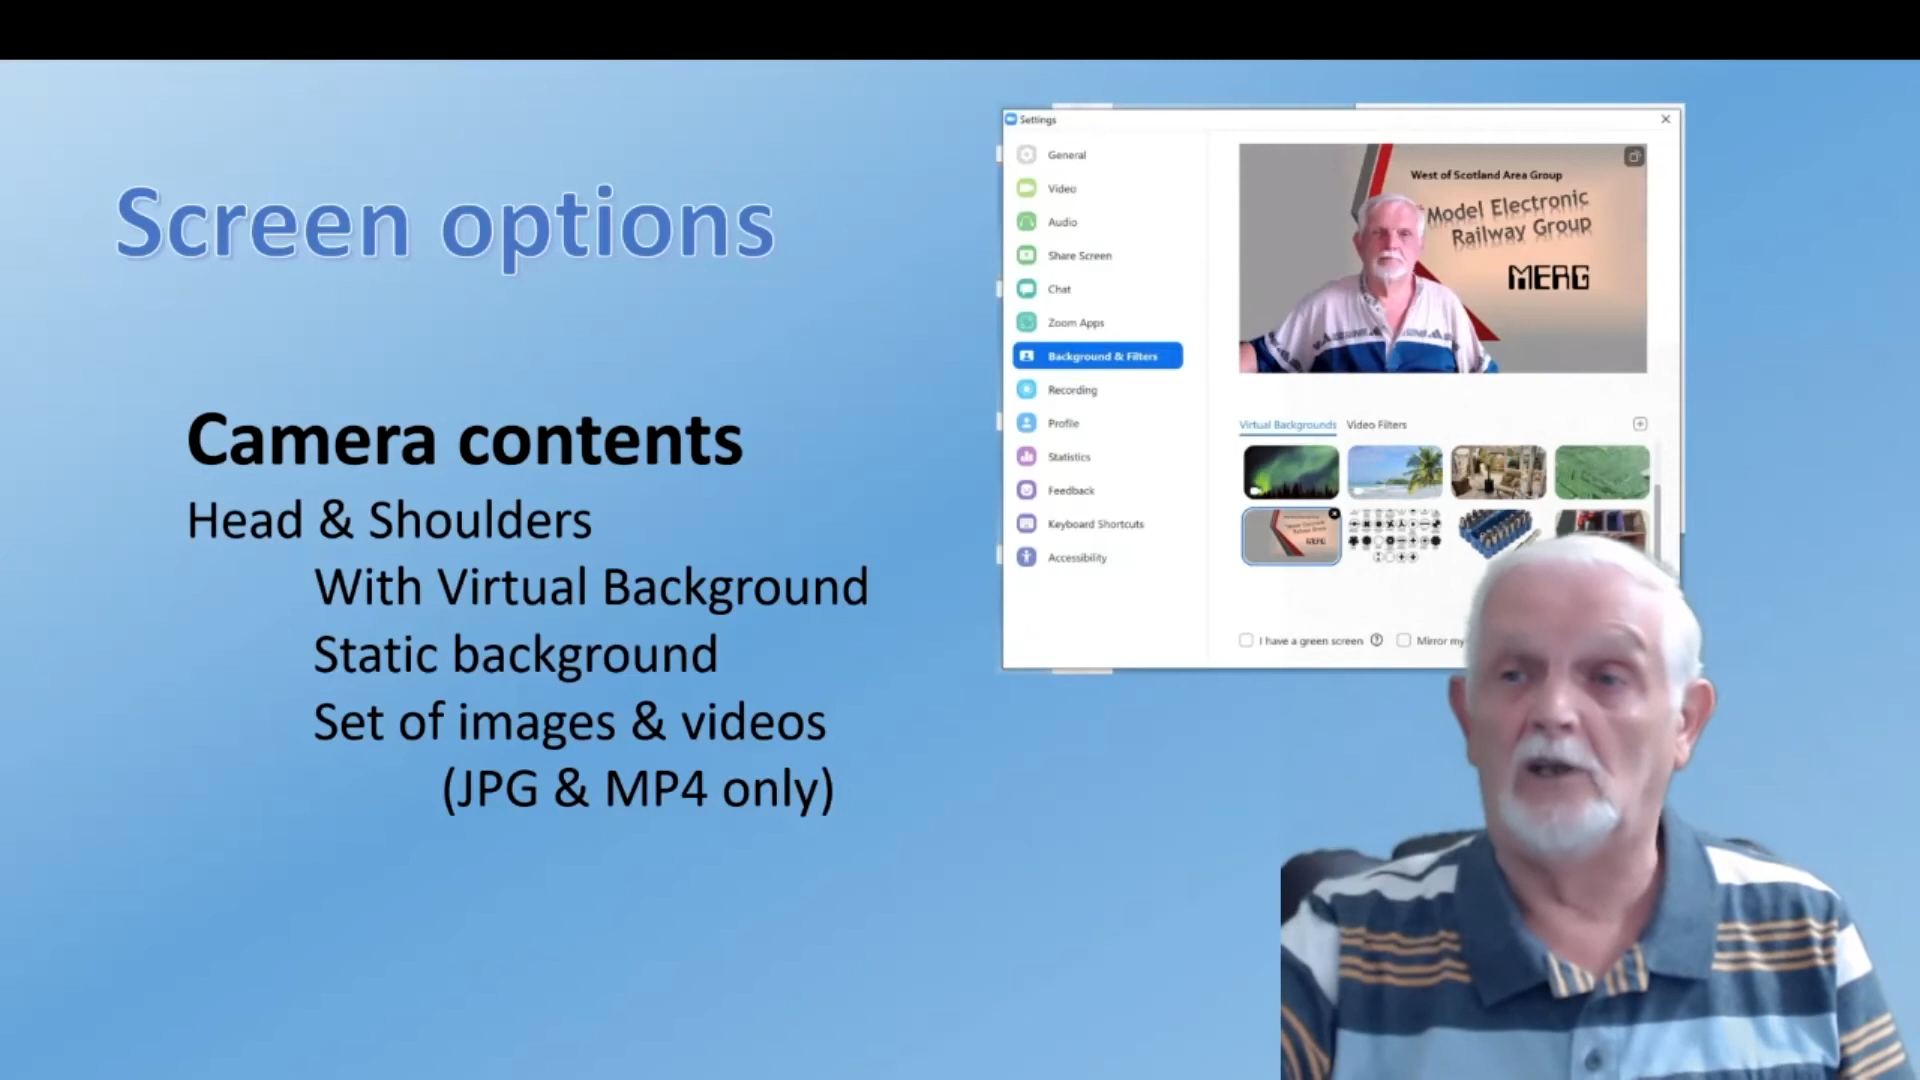 Screen options
Camera contents
Head & Shoulders
With Virtual Background
Static background
Set of images & videos
(JPG & MP4 only)
Settings
General
Video
Audio
Share Screen
Chat
Zoom Apps
Background & Filters
Recording
Profile
Statistics
Feedback
Keyboard Shortcuts
Accessibility
West of Scotland Area Group
Model Electronic
Railway Group
MERG
Virtual Backgrounds
Video Filters
I have a green screen
Mirror my